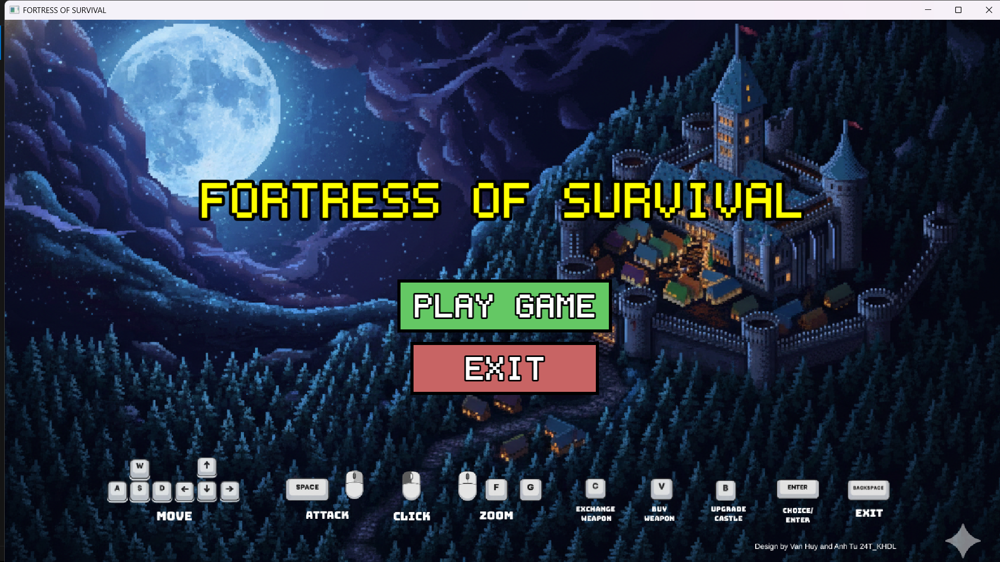 FORTRESS OF SURVIVAL
FORTRESS OF SURVIVAL
PLAY GAME
EXIT
W
A S D
MOVE
SPACE
ATTACK
CLICK
F G
ZOOM
C
EXCHANGE
WEAPON
V
BUY
WEAPON
B
UPGRADE
CASTLE
ENTER
CHOICE/
ENTER
BACKSPACE
EXIT
Design by Van Huy and Anh Tu 24T_KHDL